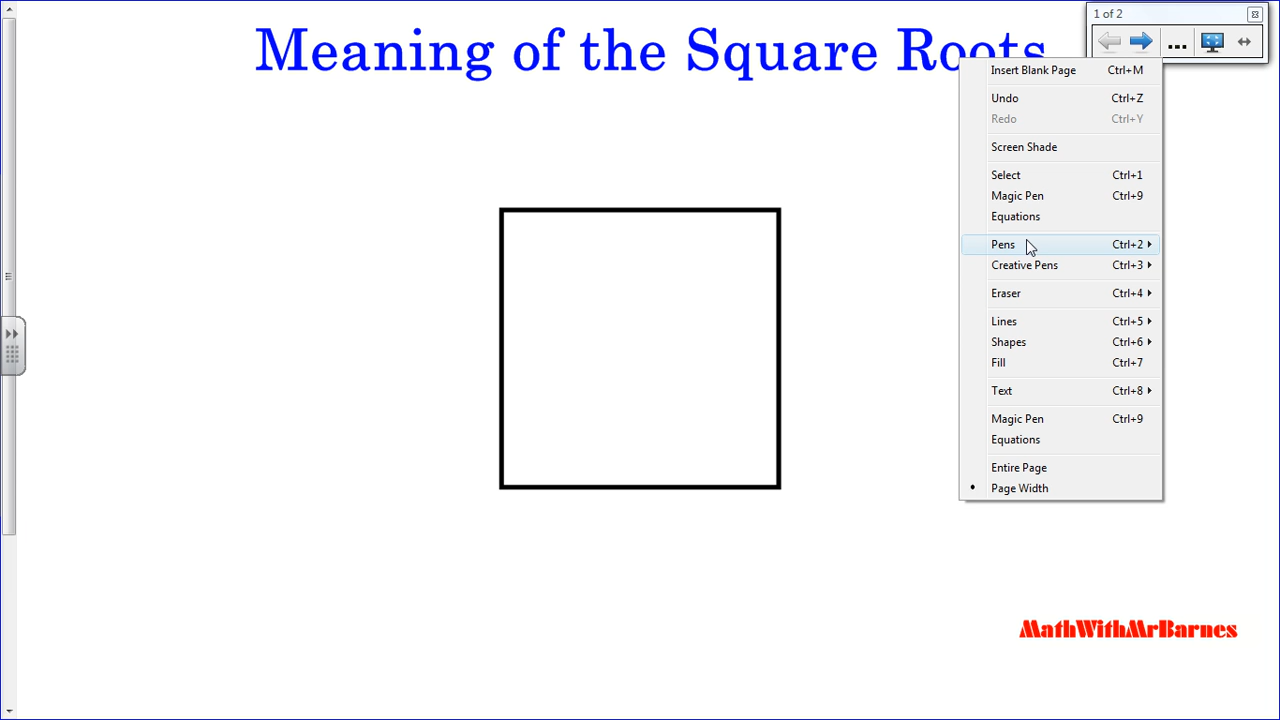 Meaning of the Square Roots
1 of 2
Insert Blank Page Ctrl+M
Undo Ctrl+Z
Redo Ctrl+Y
Screen Shade
Select Ctrl+1
Magic Pen Ctrl+9
Equations
Pens Ctrl+2
Creative Pens Ctrl+3
Eraser Ctrl+4
Lines Ctrl+5
Shapes Ctrl+6
Fill Ctrl+7
Text Ctrl+8
Magic Pen Ctrl+9
Equations
Entire Page
Page Width
MathWithMrBarnes